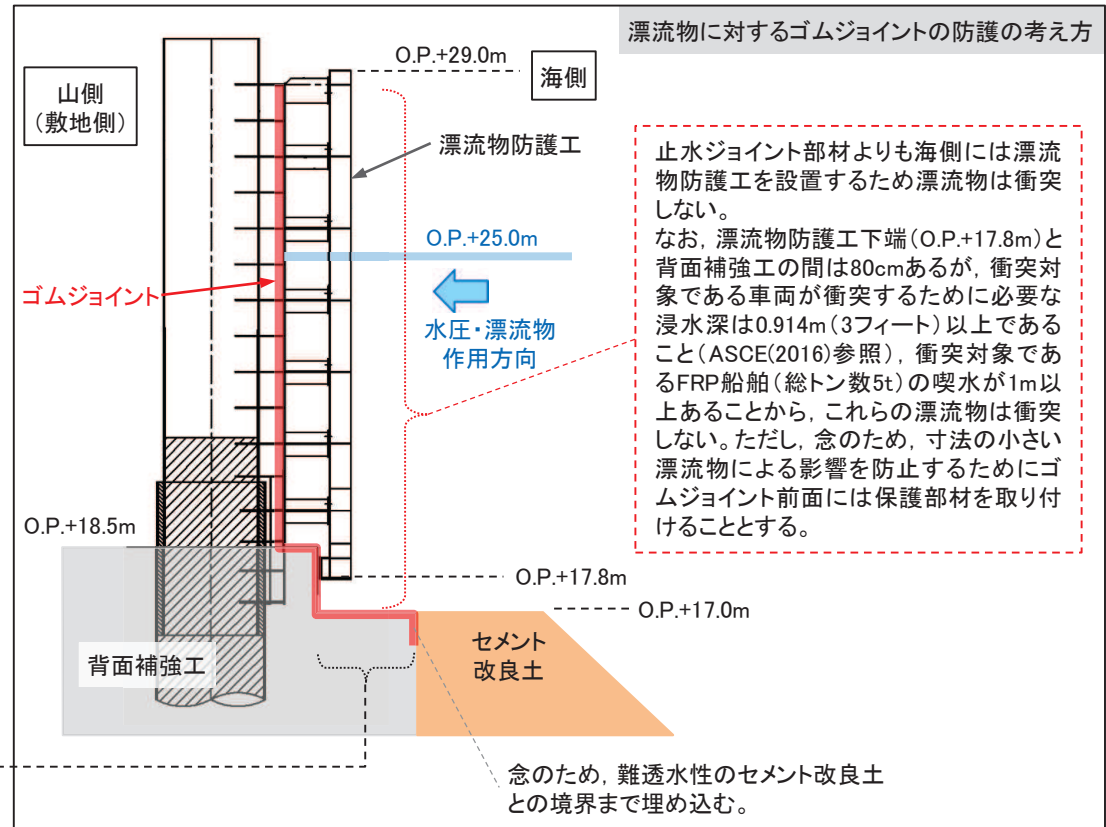 漂流物に対するゴムジョイントの防護の考え方
O.P.+29.0m
山側
(敷地側)
海側
漂流物防護工
O.P.+25.0m
ゴムジョイント
水圧・漂流物
作用方向
止水ジョイント部材よりも海側には漂流
物防護工を設置するため漂流物は衝突
しない。
なお，漂流物防護工下端(O.P.+17.8m)と
背面補強工の間は80cmあるが，衝突対
象である車両が衝突するために必要な
浸水深は0.914m(3フィート)以上である
こと(ASCE(2016)参照)，衝突対象であ
るFRP船舶(総トン数5t)の喫水が1m以
上あることから，これらの漂流物は衝突
しない。ただし，念のため，寸法の小さい
漂流物による影響を防止するためにゴ
ムジョイント前面には保護部材を取り付
けることとする。
O.P.+18.5m
O.P.+17.8m
O.P.+17.0m
セメント
改良土
背面補強工
念のため，難透水性のセメント改良土
との境界まで埋め込む。